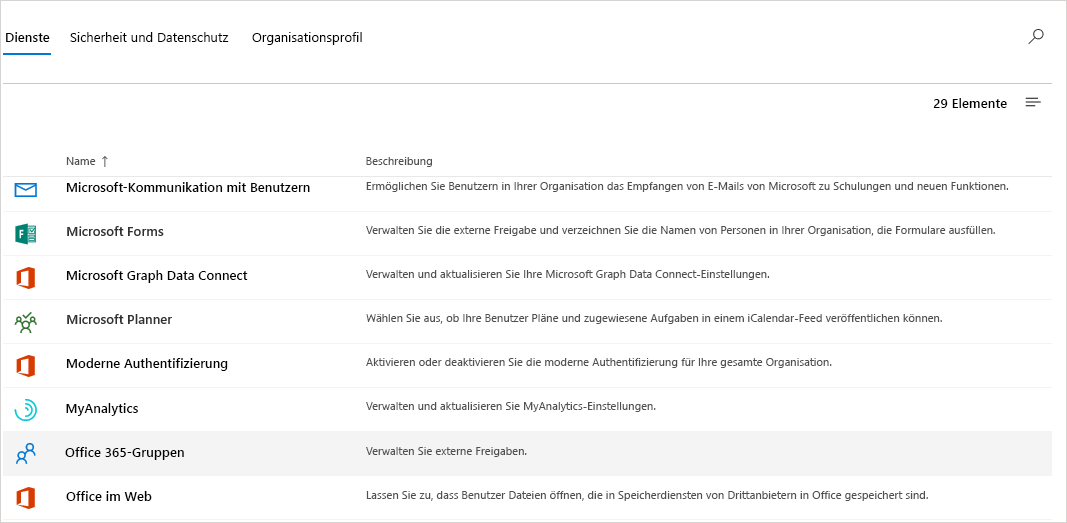 Dienste Sicherheit und Datenschutz Organisationsprofil
29 Elemente
Name ↑ Beschreibung
Microsoft-Kommunikation mit Benutzern Ermöglichen Sie Benutzern in Ihrer Organisation das Empfangen von E-Mails von Microsoft zu Schulungen und neuen Funktionen.
Microsoft Forms Verwalten Sie die externe Freigabe und verzeichnen Sie die Namen von Personen in Ihrer Organisation, die Formulare ausfüllen.
Microsoft Graph Data Connect Verwalten und aktualisieren Sie Ihre Microsoft Graph Data Connect-Einstellungen.
Microsoft Planner Wählen Sie aus, ob Ihre Benutzer Pläne und zugewiesene Aufgaben in einem iCalendar-Feed veröffentlichen können.
Moderne Authentifizierung Aktivieren oder deaktivieren Sie die moderne Authentifizierung für Ihre gesamte Organisation.
MyAnalytics Verwalten und aktualisieren Sie MyAnalytics-Einstellungen.
Office 365-Gruppen Verwalten Sie externe Freigaben.
Office im Web Lassen Sie zu, dass Benutzer Dateien öffnen, die in Speicherdiensten von Drittanbietern in Office gespeichert sind.